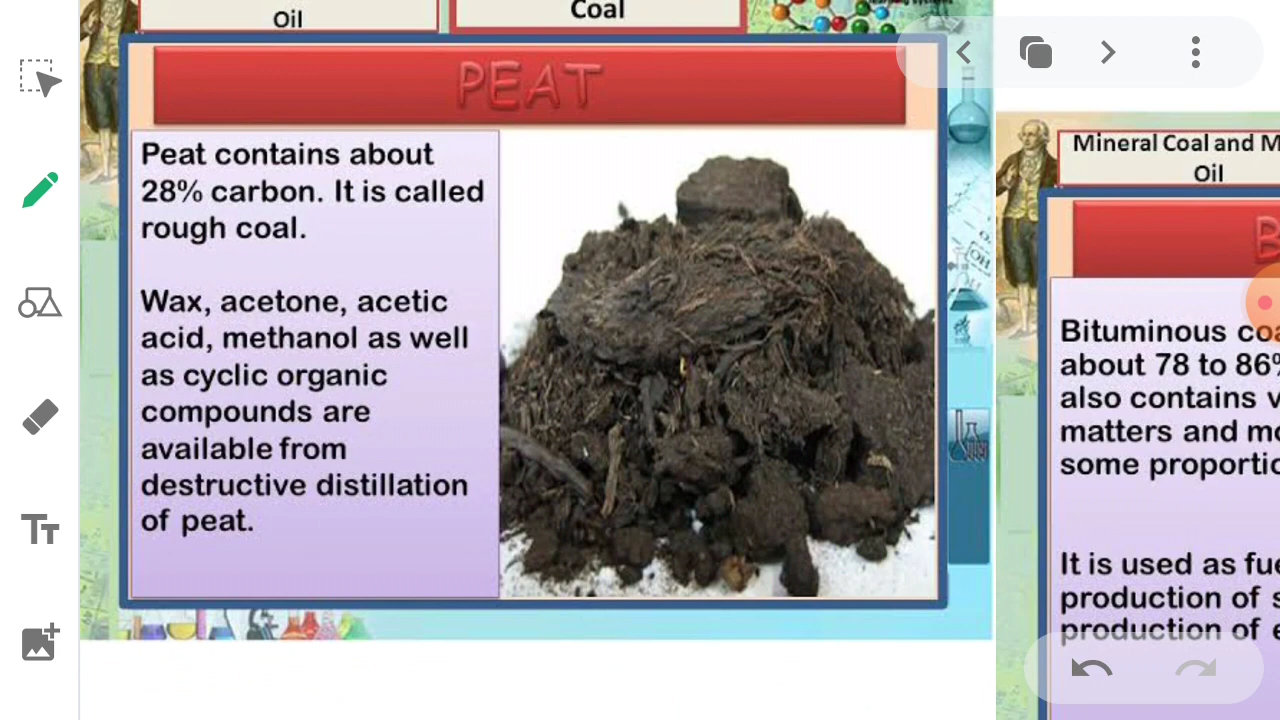 Oil
Coal
PEAT
Peat contains about
28% carbon. It is called
rough coal.
Wax, acetone, acetic
acid, methanol as well
as cyclic organic
compounds are
available from
destructive distillation
of peat.
Mineral Coal and M
Oil
B
Bituminous coa
about 78 to 86%
also contains v
matters and mo
some proportio
It is used as fue
production of s
production of e
Tт